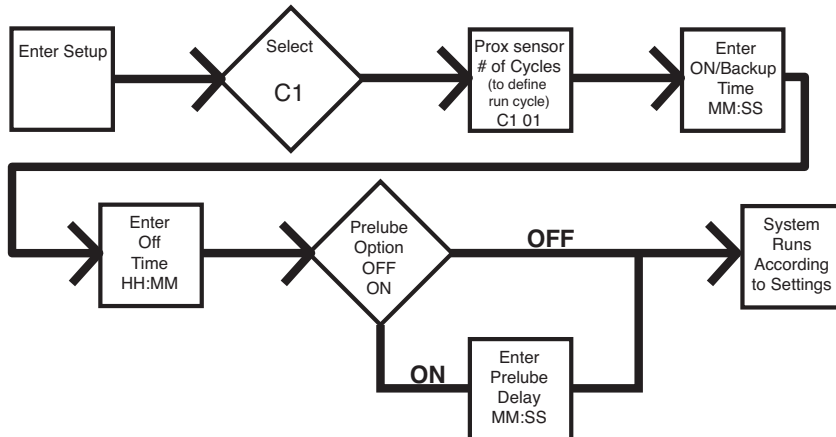 Enter Setup
Select
C1
Prox sensor
# of Cycles
(to define
run cycle)
C1 01
Enter
ON/Backup
Time
MM:SS
Enter
Off
Time
HH:MM
Prelube
Option
OFF
ON
OFF
ON
Enter
Prelube
Delay
MM:SS
System
Runs
According
to Settings